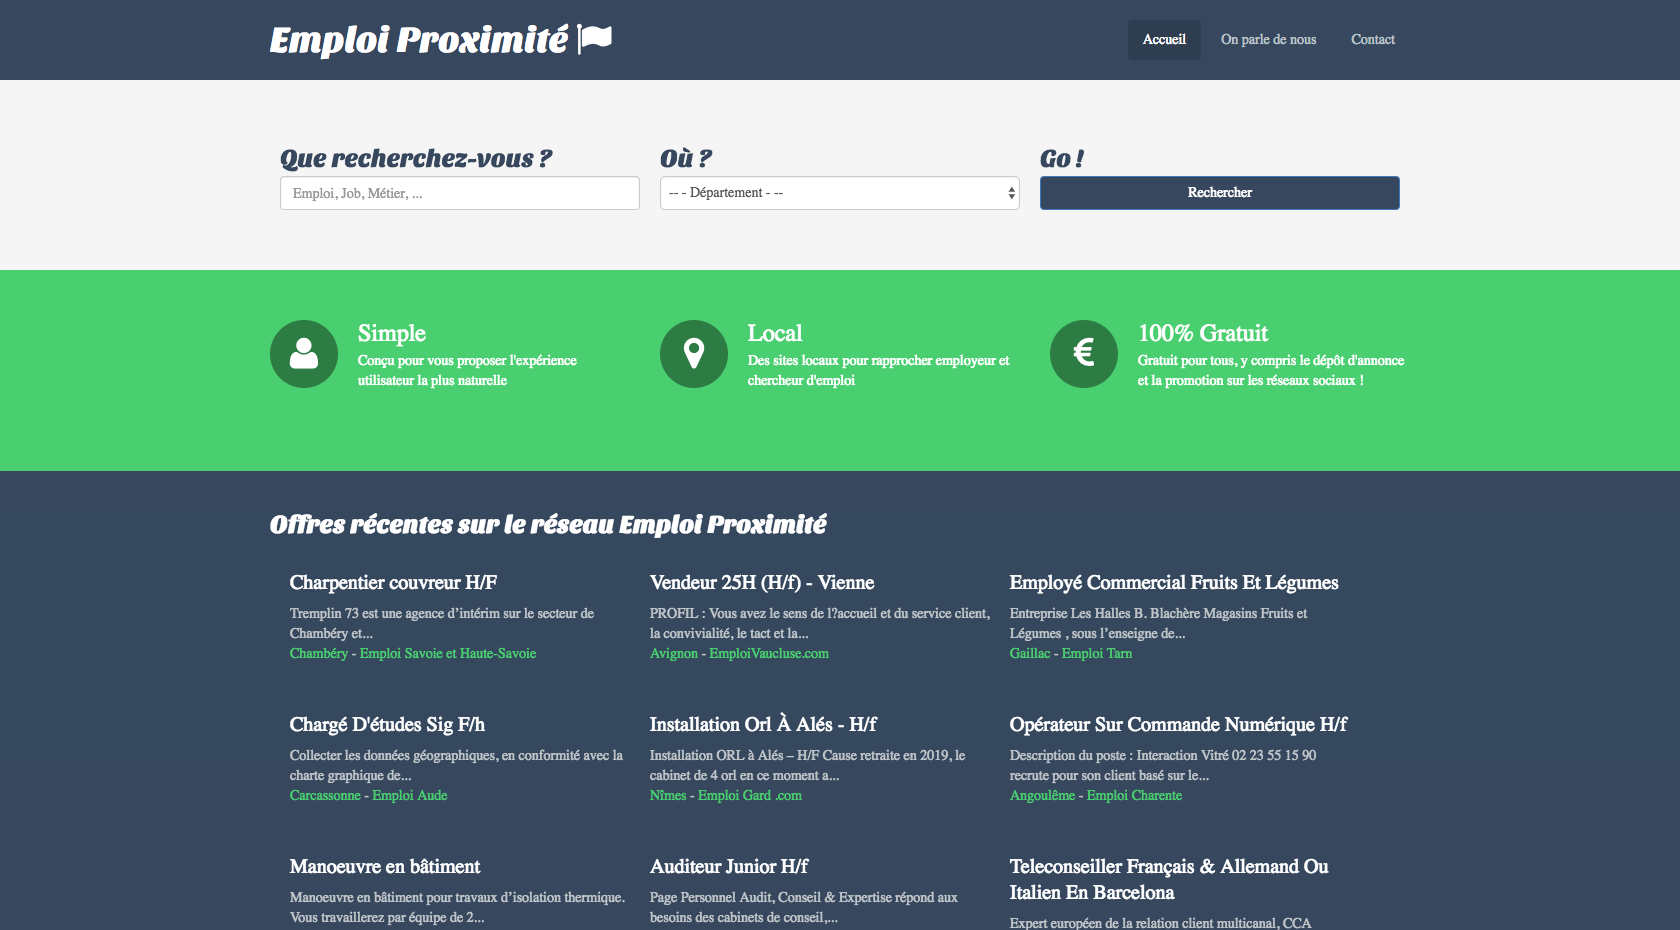 Emploi Proximité
Accueil
On parle de nous
Contact
Que recherchez-vous ?
Emploi, Job, Métier, ...
Où ?
-- - Département - --
Go !
Rechercher
Simple
Conçu pour vous proposer l'expérience
utilisateur la plus naturelle
Local
Des sites locaux pour rapprocher employeur et
chercheur d'emploi
€
100% Gratuit
Gratuit pour tous, y compris le dépôt d'annonce
et la promotion sur les réseaux sociaux !
Offres récentes sur le réseau Emploi Proximité
Charpentier couvreur H/F
Tremplin 73 est une agence d’intérim sur le secteur de
Chambéry et...
Chambéry - Emploi Savoie et Haute-Savoie
Vendeur 25H (H/f) - Vienne
PROFIL : Vous avez le sens de l?accueil et du service client,
la convivialité, le tact et la...
Avignon - EmploiVaucluse.com
Employé Commercial Fruits Et Légumes
Entreprise Les Halles B. Blachère Magasins Fruits et
Légumes , sous l’enseigne de...
Gaillac - Emploi Tarn
Chargé D'études Sig F/h
Collecter les données géographiques, en conformité avec la
charte graphique de...
Carcassonne - Emploi Aude
Installation Orl À Alés - H/f
Installation ORL à Alés – H/F Cause retraite en 2019, le
cabinet de 4 orl en ce moment a...
Nîmes - Emploi Gard .com
Opérateur Sur Commande Numérique H/f
Description du poste : Interaction Vitré 02 23 55 15 90
recrute pour son client basé sur le...
Angoulême - Emploi Charente
Manoeuvre en bâtiment
Manoeuvre en bâtiment pour travaux d’isolation thermique.
Vous travaillerez par équipe de 2...
Auditeur Junior H/f
Page Personnel Audit, Conseil & Expertise répond aux
besoins des cabinets de conseil,...
Teleconseiller Français & Allemand Ou
Italien En Barcelona
Expert européen de la relation client multicanal, CCA